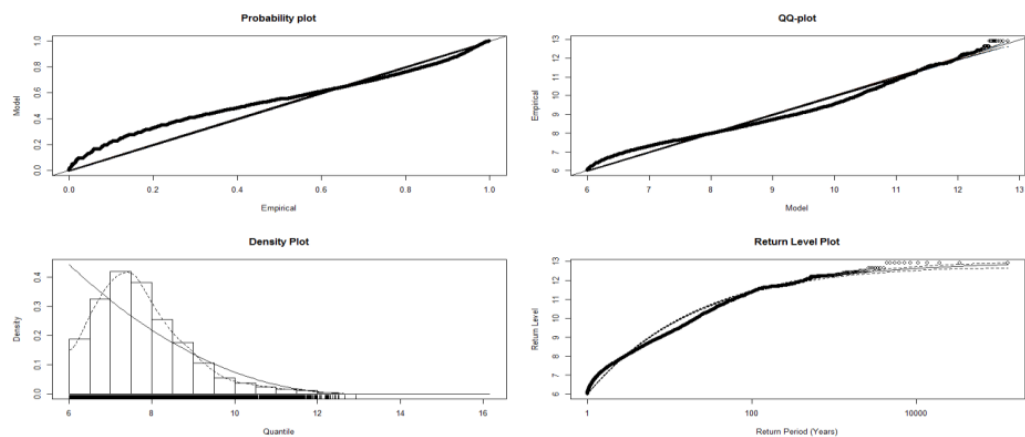 Probability plot
Model
0.0 0.2 0.4 0.6 0.8 1.0
0.0 0.2 0.4 0.6 0.8 1.0
Empirical
QQ-plot
Empirical
6 7 8 9 10 11 12 13
6 7 8 9 10 11 12 13
Model
Density Plot
Density
0.0 0.1 0.2 0.3 0.4
6 8 10 12 14 16
Quantile
Return Level Plot
Return Level
6 7 8 9 10 11 12 13
1 100 10000
Return Period (Years)